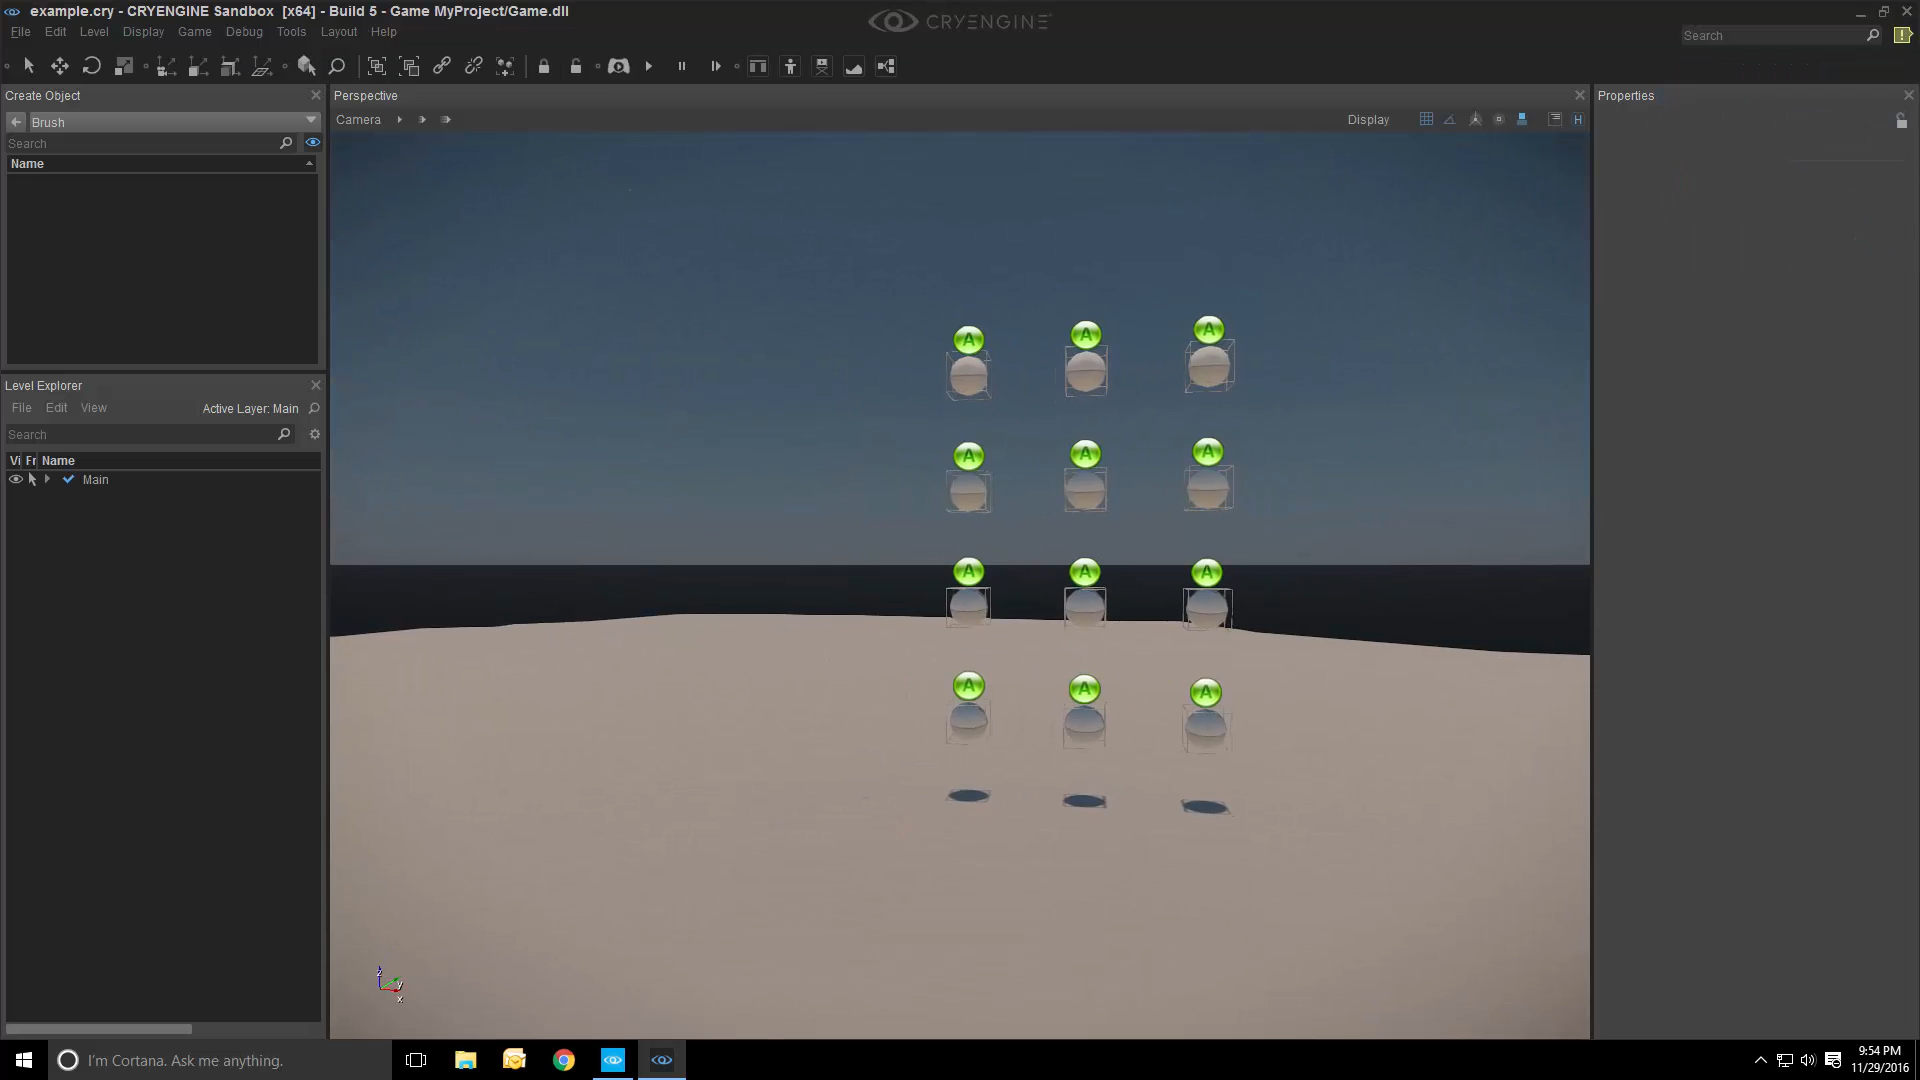 example.cry - CRYENGINE Sandbox [x64] - Build 5 - Game MyProject/Game.dll
CRYENGINE
File Edit Level Display Game Debug Tools Layout Help
Search
Create Object
Brush
Search
Name
Level Explorer
File Edit View Active Layer: Main
Search
Vi Fr Name
Main
Perspective
Camera Display H
A A A
A A A
A A A
A A A
z
y
x
Properties
I'm Cortana. Ask me anything.
9:54 PM
11/29/2016